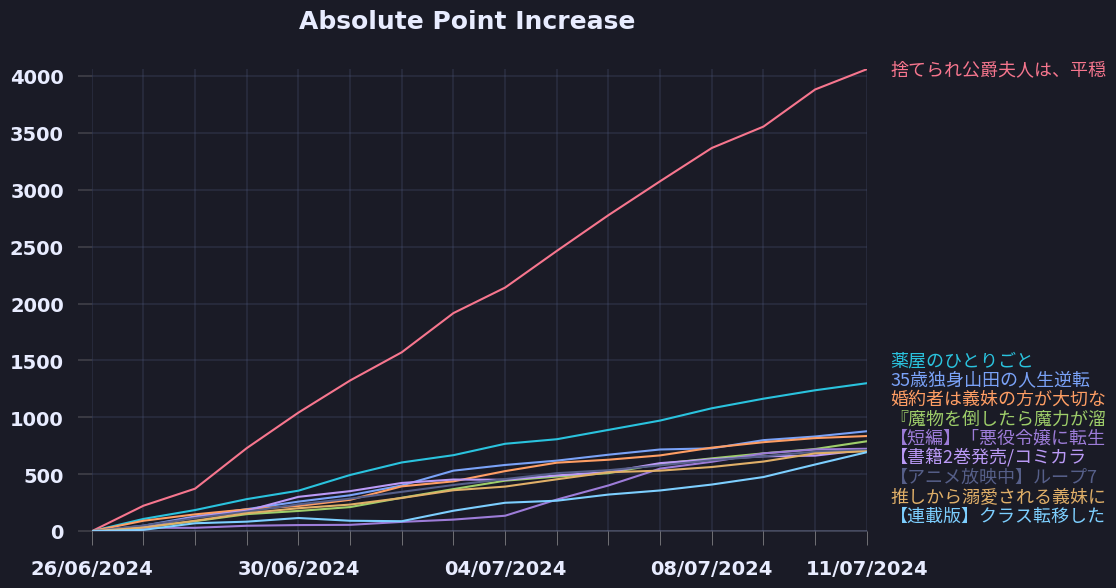 Absolute Point Increase
4000
3500
3000
2500
2000
1500
1000
500
0
26/06/2024
30/06/2024
04/07/2024
08/07/2024
11/07/2024
捨てられ公爵夫人は、平穏
薬屋のひとりごと
35歳独身山田の人生逆転
婚約者は義妹の方が大切な
『魔物を倒したら魔力が溜
【短編】「悪役令嬢に転生
【書籍2巻発売/コミカラ
【アニメ放映中】ループ7
推しから溺愛される義妹に
【連載版】クラス転移した